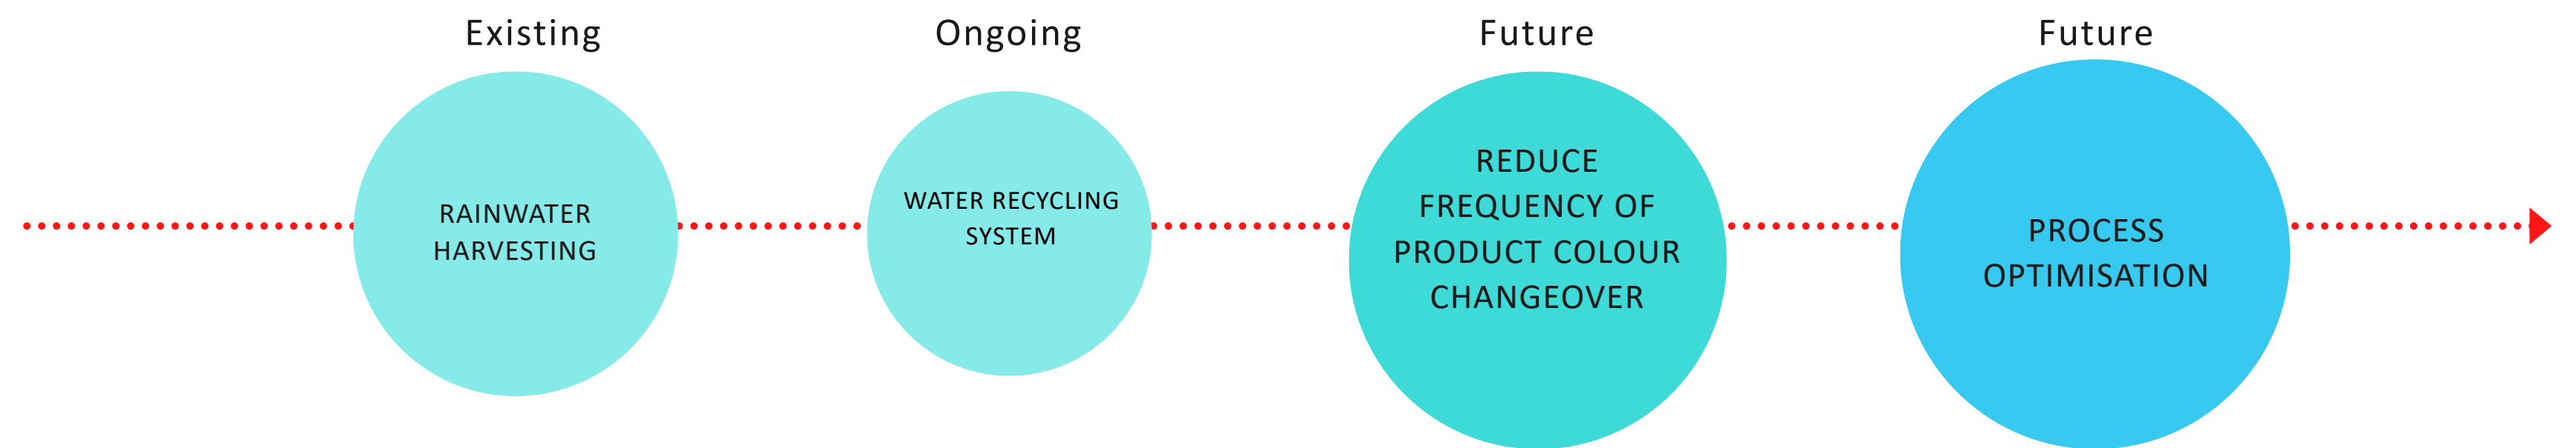 Existing
RAINWATER
HARVESTING
Ongoing
WATER RECYCLING
SYSTEM
Future
REDUCE
FREQUENCY OF
PRODUCT COLOUR
CHANGEOVER
Future
PROCESS
OPTIMISATION